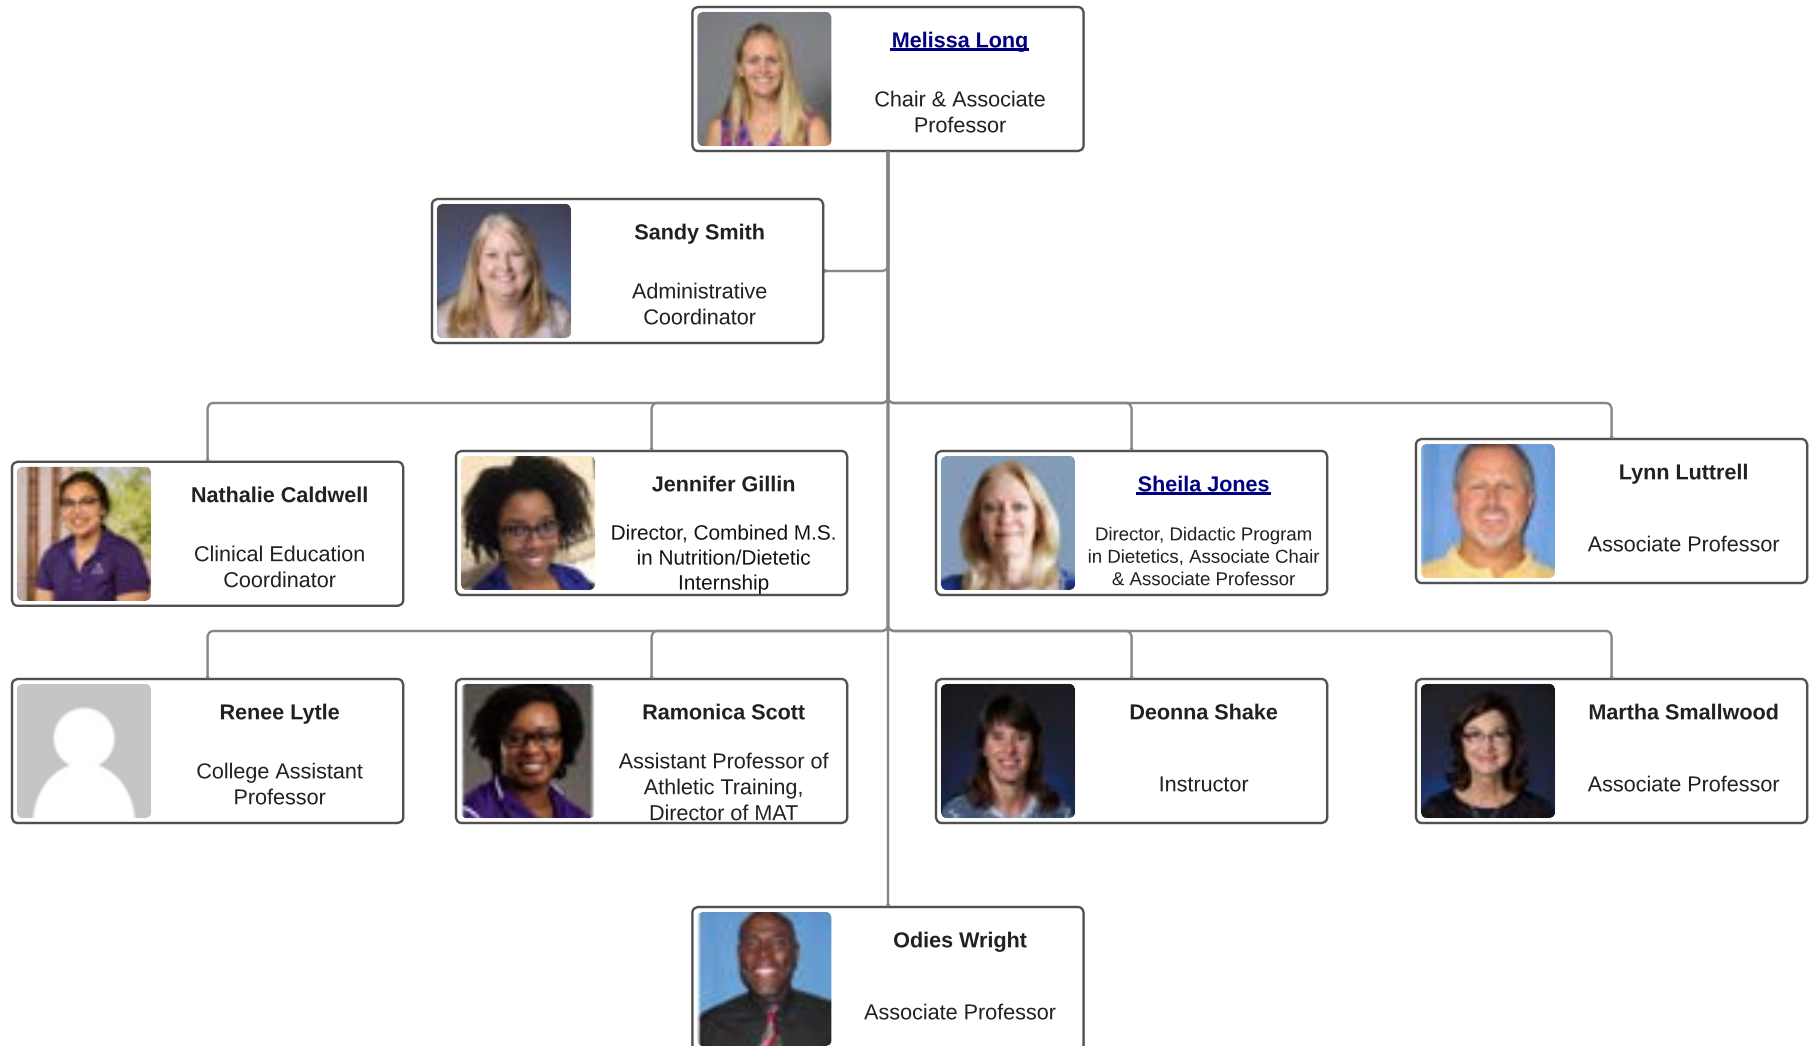 Melissa Long
Chair & Associate
Professor
Sandy Smith
Administrative
Coordinator
Nathalie Caldwell
Clinical Education
Coordinator
Jennifer Gillin
Director, Combined M.S.
in Nutrition/Dietetic
Internship
Sheila Jones
Director, Didactic Program
in Dietetics, Associate Chair
& Associate Professor
Lynn Luttrell
Associate Professor
Renee Lytle
College Assistant
Professor
Ramonica Scott
Assistant Professor of
Athletic Training,
Director of MAT
Deonna Shake
Instructor
Martha Smallwood
Associate Professor
Odies Wright
Associate Professor